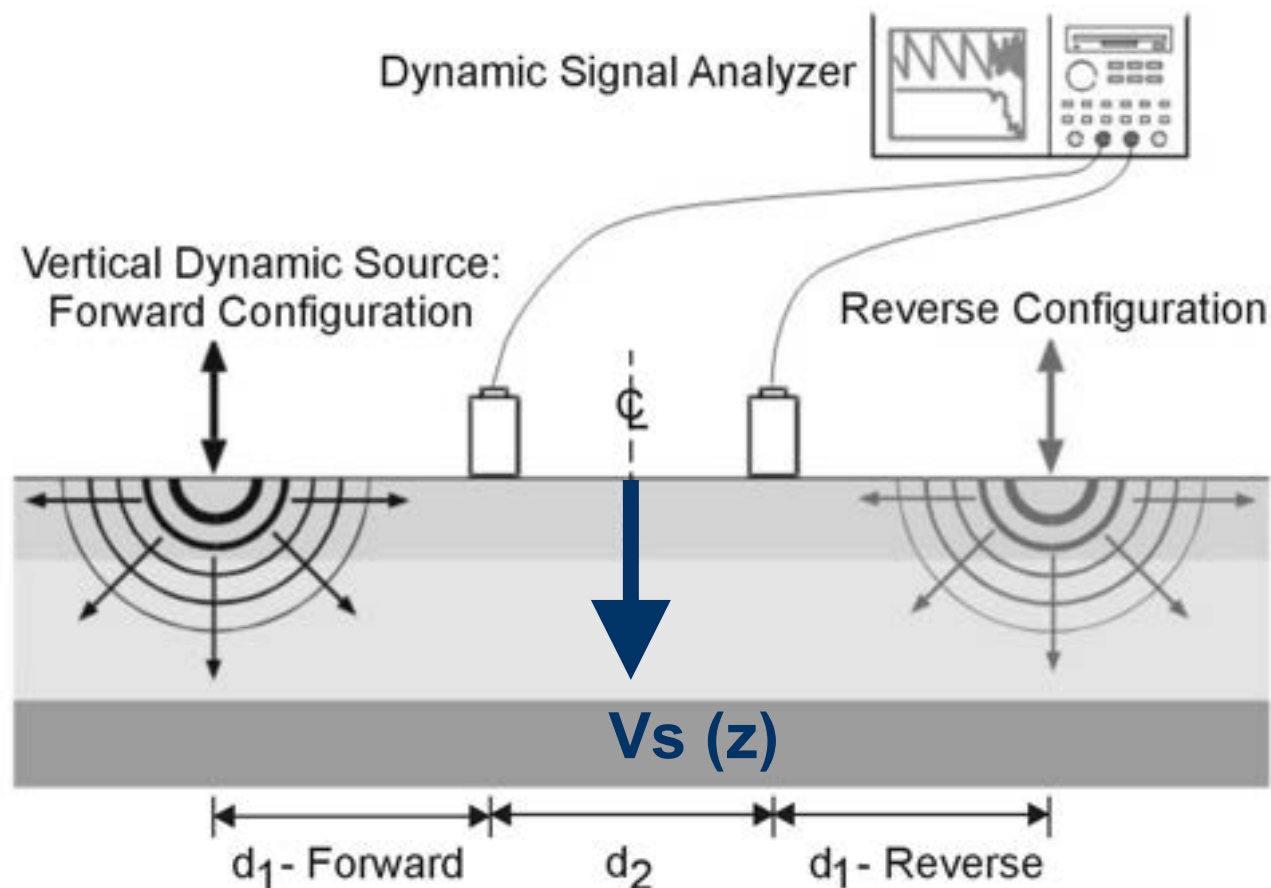 Dynamic Signal Analyzer
Vertical Dynamic Source:
Forward Configuration
Reverse Configuration
℄
Vs (z)
d1- Forward
d2
d1- Reverse